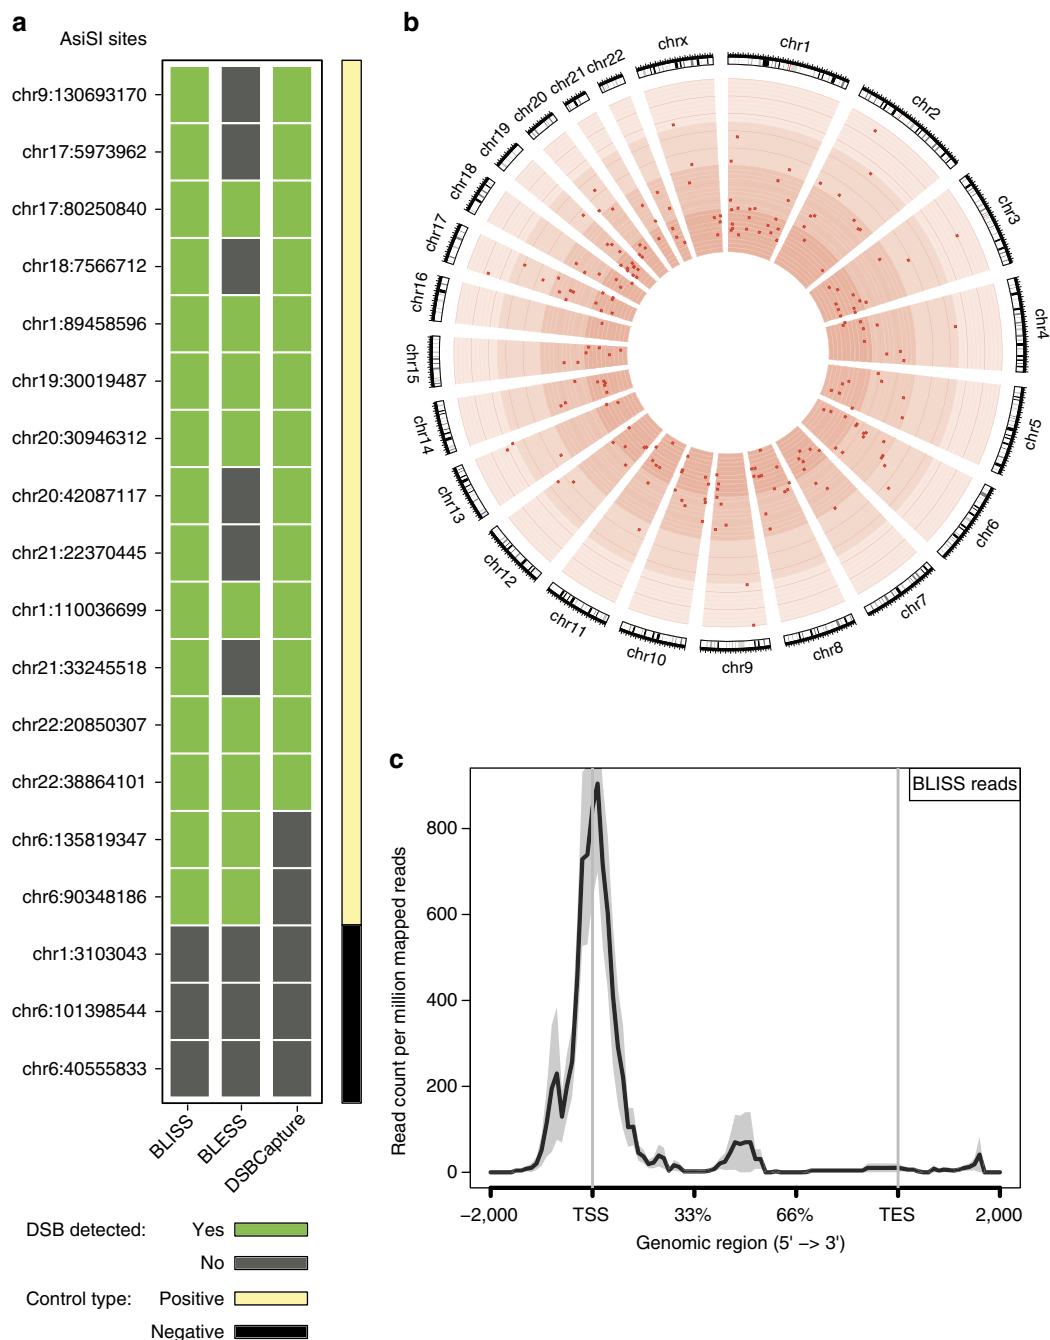 a
AsiSI sites
chr9:130693170
chr17:5973962
chr17:80250840
chr18:7566712
chr1:89458596
chr19:30019487
chr20:30946312
chr20:42087117
chr21:22370445
chr1:110036699
chr21:33245518
chr22:20850307
chr22:38864101
chr6:135819347
chr6:90348186
chr1:3103043
chr6:101398544
chr6:40555833
BLISS
BLESS
DSBCapture
DSB detected:
Yes
No
Control type:
Positive
Negative
b
chr1
chr2
chr3
chr4
chr5
chr6
chr7
chr8
chr9
chr10
chr11
chr12
chr13
chr14
chr15
chr16
chr17
chr18
chr19
chr20
chr21
chr22
chrx
c
BLISS reads
Read count per million mapped reads
800
600
400
200
0
−2,000
TSS
33%
66%
TES
2,000
Genomic region (5' −> 3')